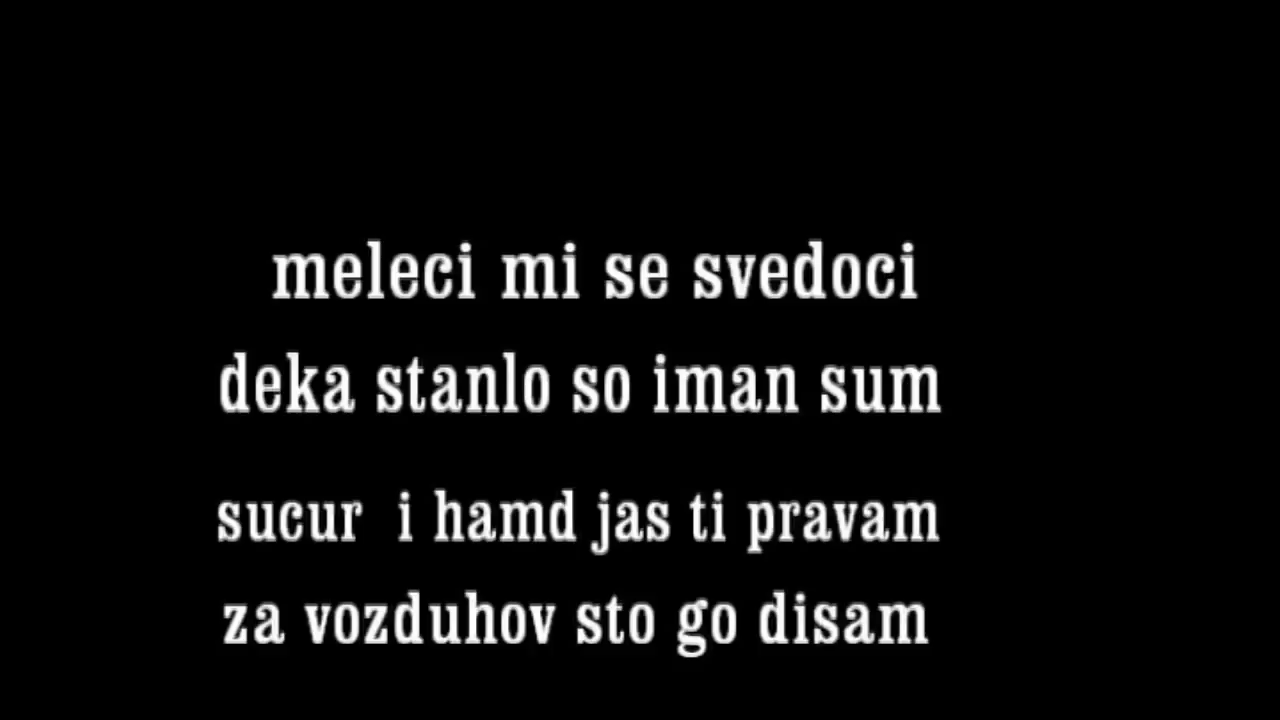 meleci mi se svedoci
deka stanlo so iman sum
sucur i hamd jas ti pravam
za vozduhov sto go disam